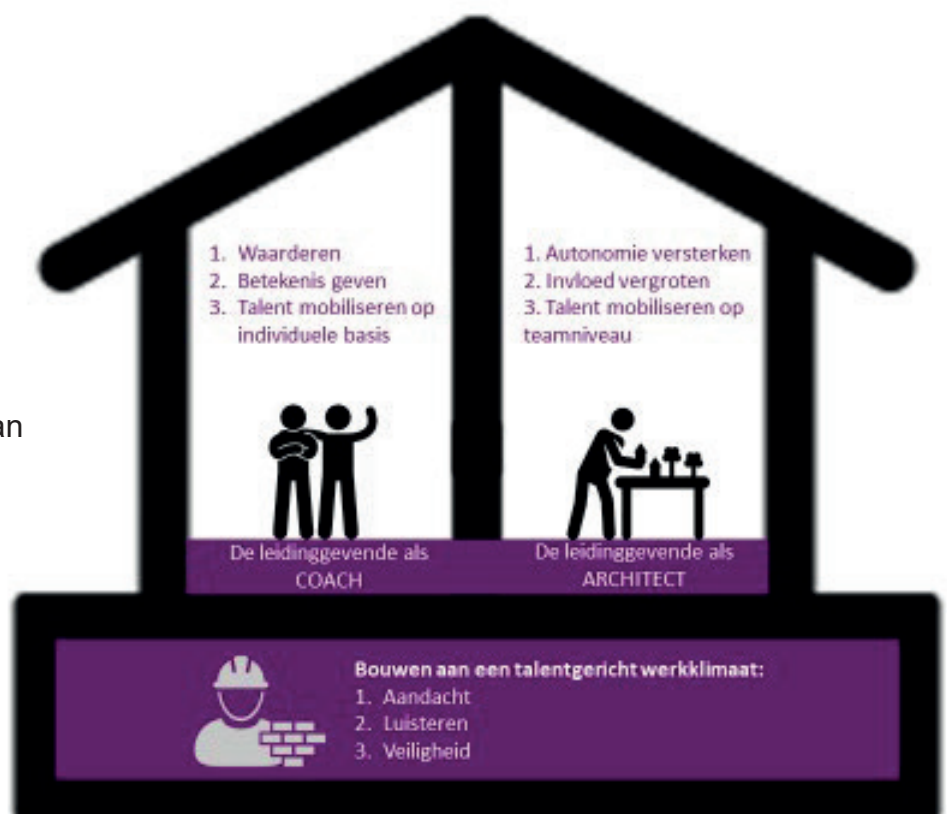 1. Waarderen
2. Betekenis geven
3. Talent mobiliseren op
individuele basis
1. Autonomie versterken
2. Invloed vergroten
3. Talent mobiliseren op
teamniveau
an
De leidinggevende als
COACH
De leidinggevende als
ARCHITECT
Bouwen aan een talentgericht werkklimaat:
1. Aandacht
2. Luisteren
3. Veiligheid